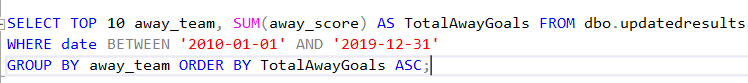 SELECT TOP 10 away_team, SUM(away_score) AS TotalAwayGoals FROM dbo.updatedresults
WHERE date BETWEEN '2010-01-01' AND '2019-12-31'
GROUP BY away_team ORDER BY TotalAwayGoals ASC;